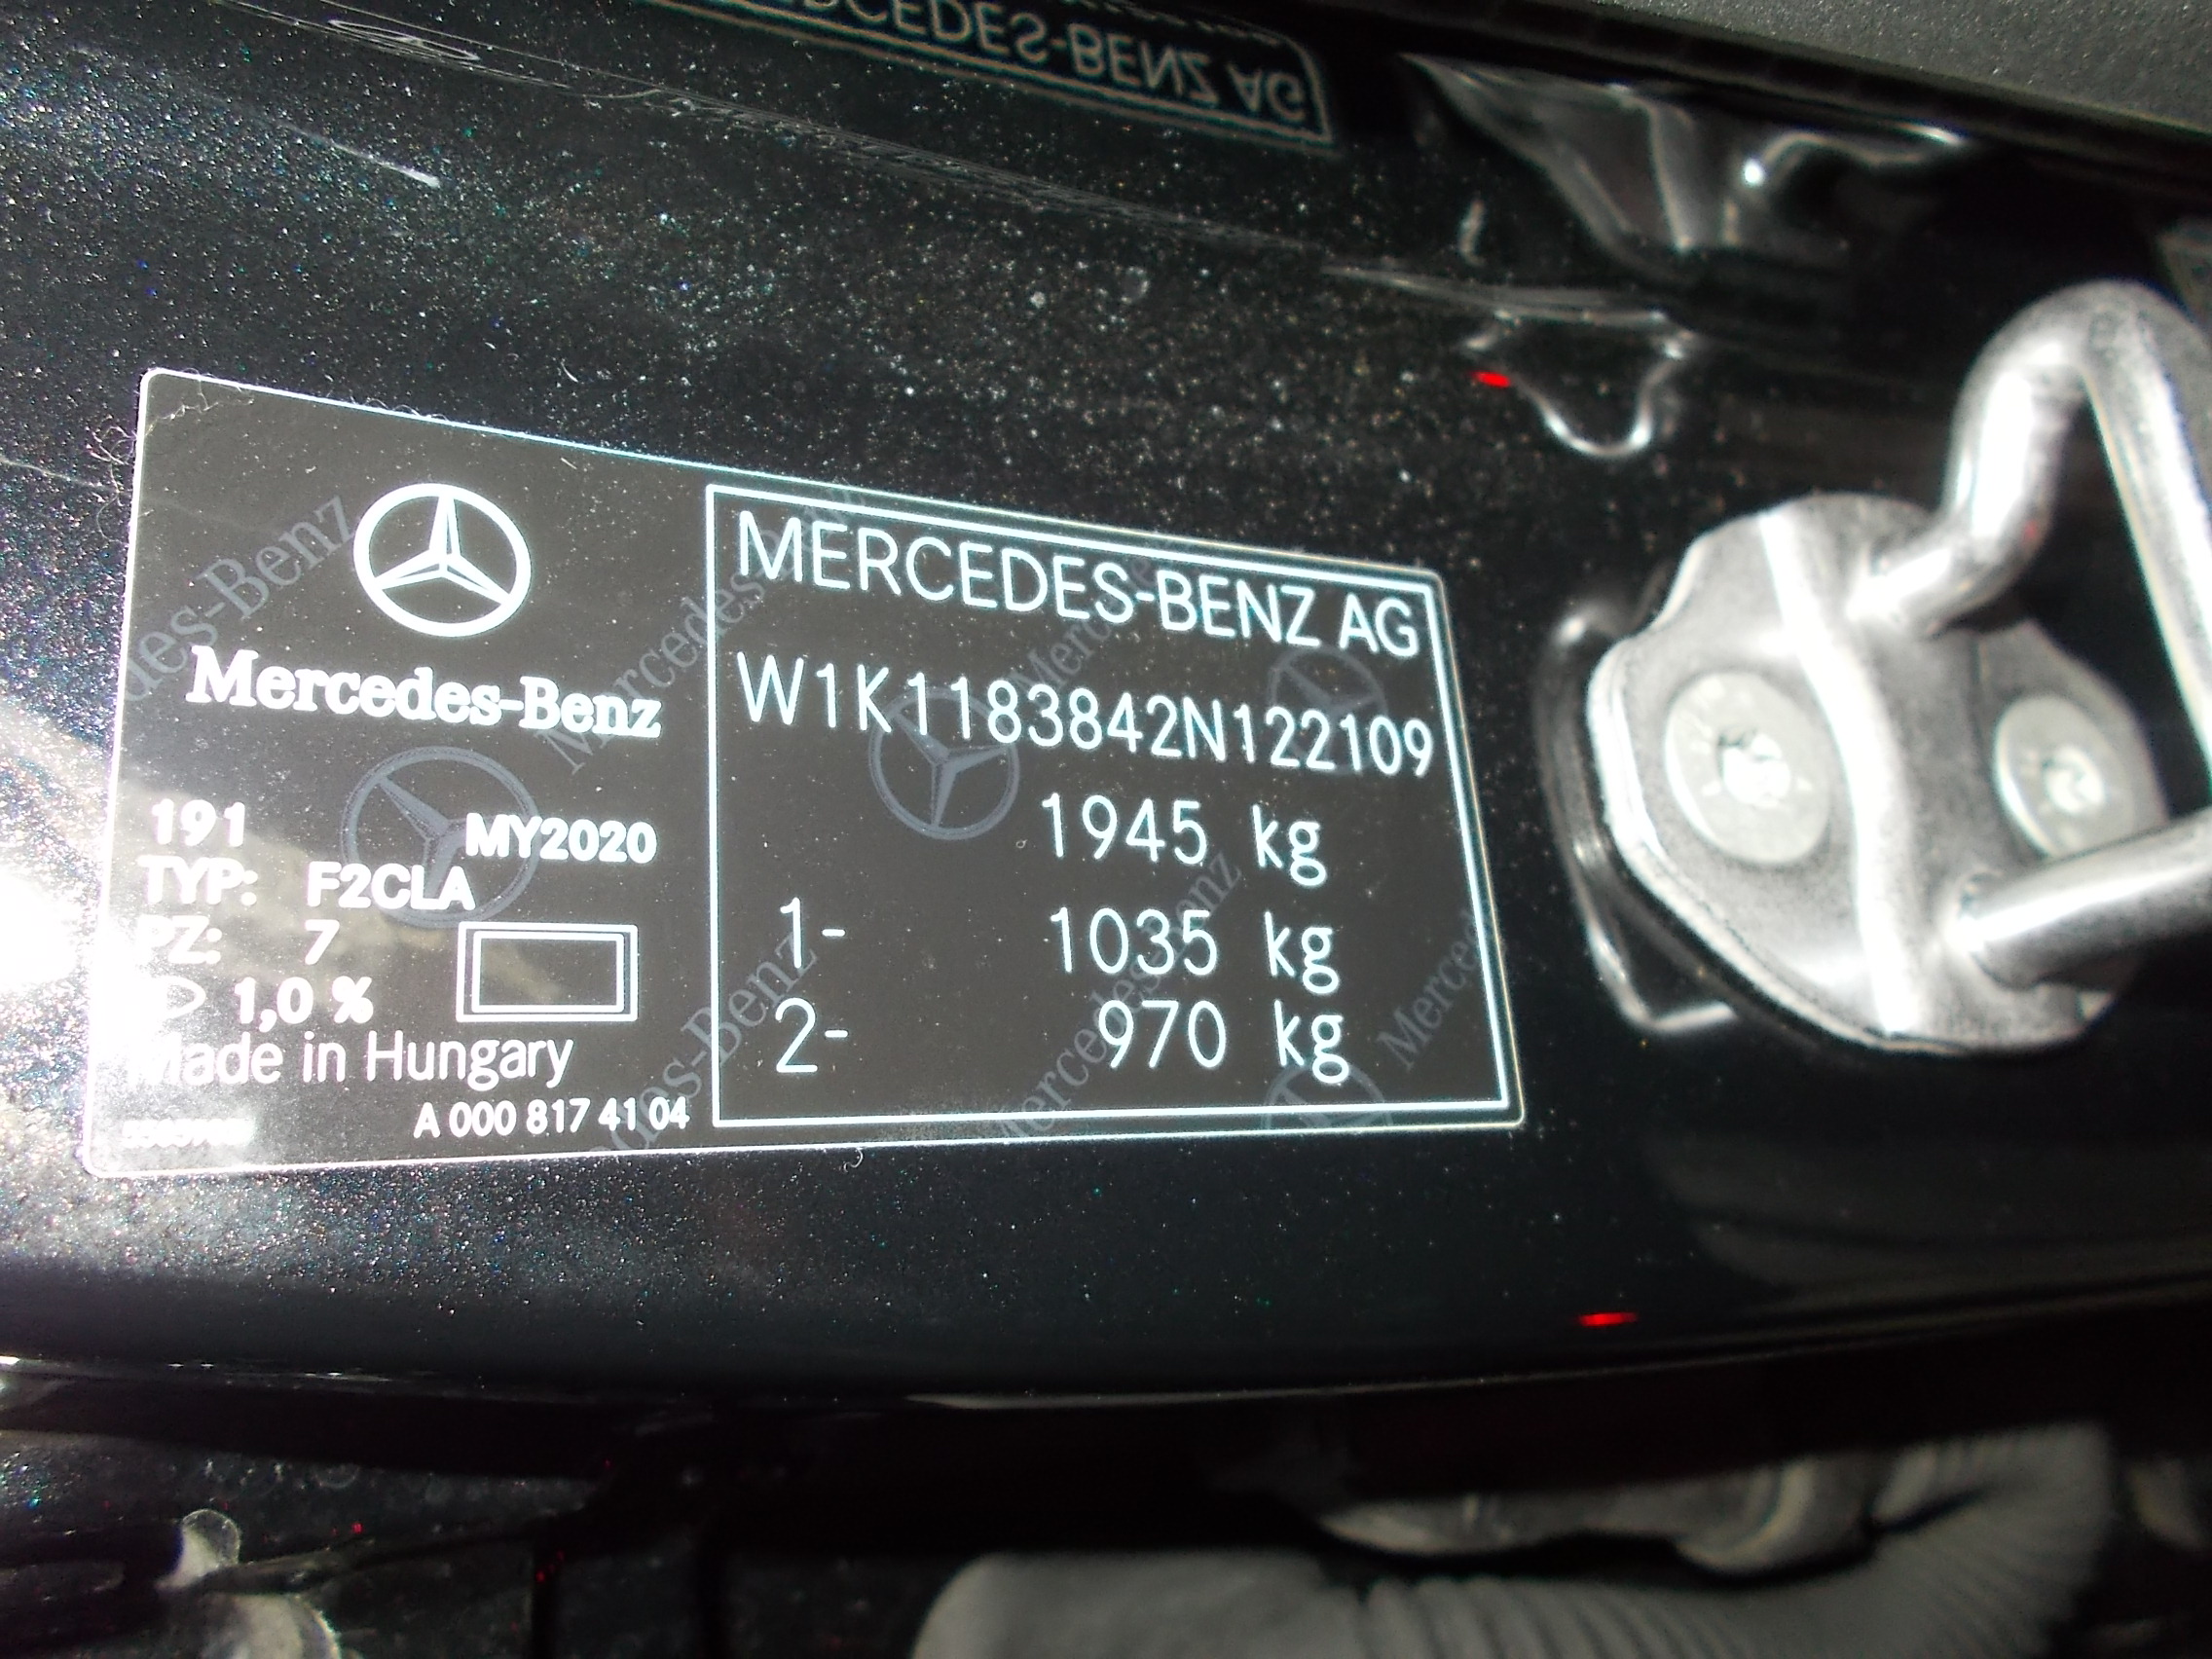 MERCEDES-BENZ AG
Mercedes-Benz
191 MY2020
TYP: F2CLA
PZ: 7
1,0 %
Made in Hungary
A 000 817 41 04
MERCEDES-BENZ AG
W1K1183842N122109
1945 kg
1- 1035 kg
2- 970 kg